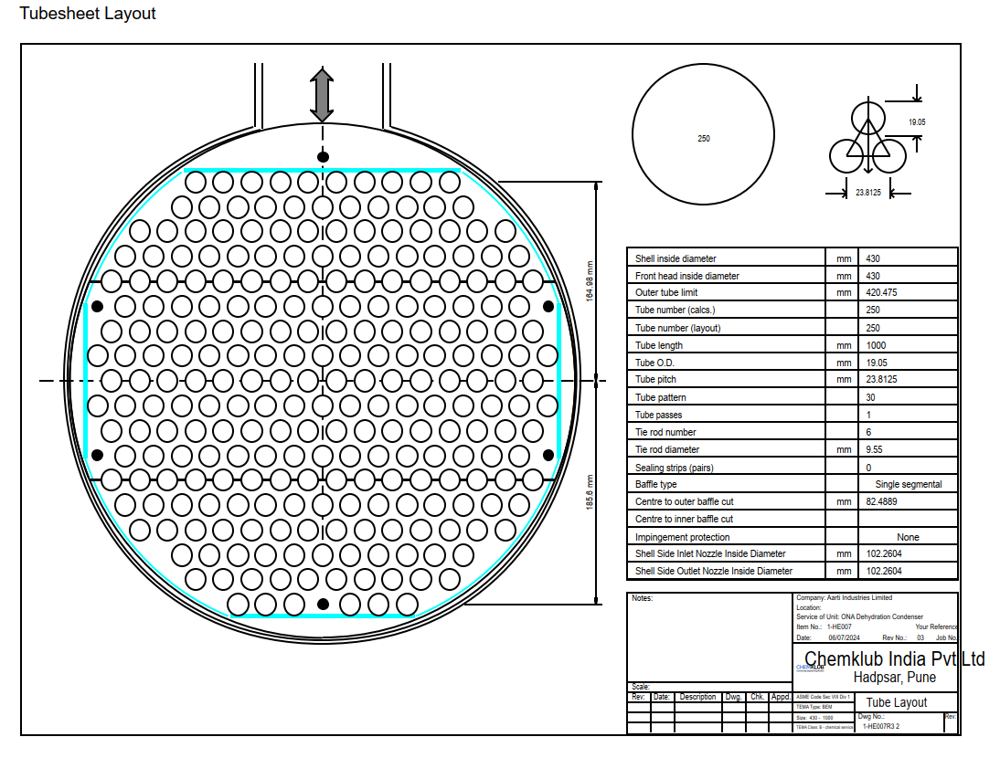 Tubesheet Layout
250
19.05
23.8125
164.98 mm
185.6 mm
Shell inside diameter mm 430
Front head inside diameter mm 430
Outer tube limit mm 420.475
Tube number (calcs.) 250
Tube number (layout) 250
Tube length mm 1000
Tube O.D. mm 19.05
Tube pitch mm 23.8125
Tube pattern 30
Tube passes 1
Tie rod number 6
Tie rod diameter mm 9.55
Sealing strips (pairs) 0
Baffle type Single segmental
Centre to outer baffle cut mm 82.4889
Centre to inner baffle cut
Impingement protection None
Shell Side Inlet Nozzle Inside Diameter mm 102.2604
Shell Side Outlet Nozzle Inside Diameter mm 102.2604
Notes:
Company: Aarti Industries Limited
Location:
Service of Unit: ONA Dehydration Condenser
Item No.: 1-HE007 Your Reference
Date: 06/07/2024 Rev No.: 03 Job No.
Chemklub India Pvt Ltd
CHEMKLUB
Hadpsar, Pune
Scale:
Rev: Date: Description Dwg. Chk. Appd.
ASME Code Sec VIII Div 1
TEMA Type: BEM
Size: 430 - 1000
TEMA Class: B - chemical service
Tube Layout
Dwg No.: Rev:
1-HE007R3 2